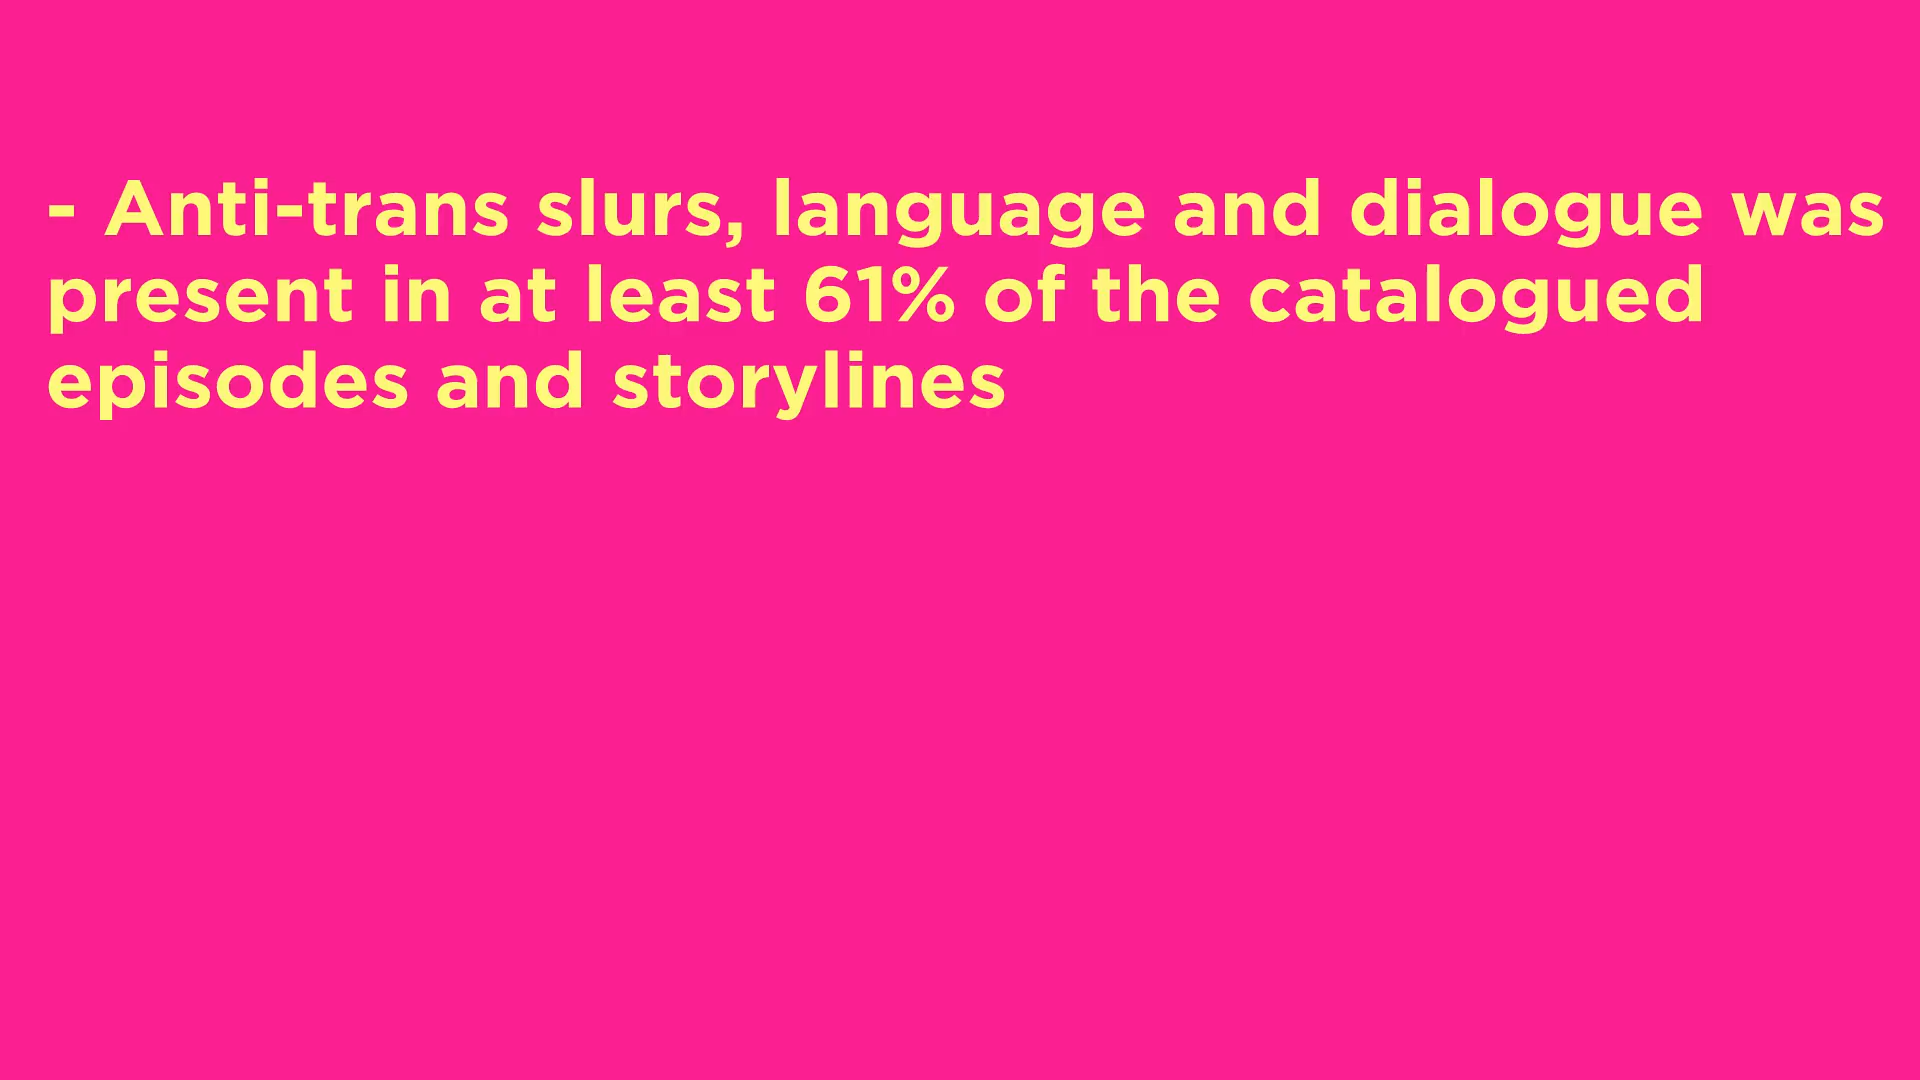 - Anti-trans slurs, language and dialogue was
present in at least 61% of the catalogued
episodes and storylines